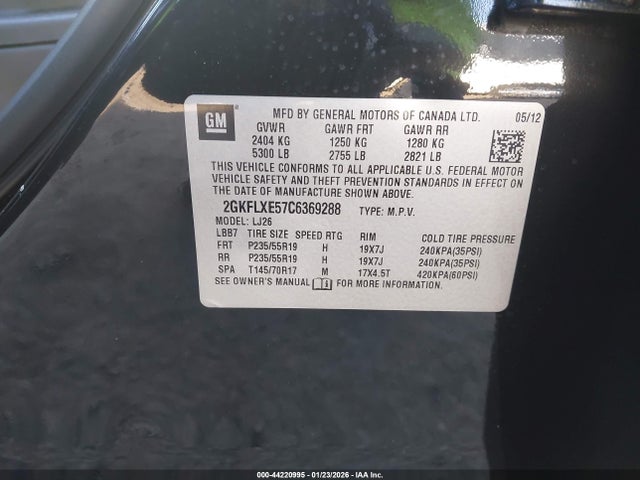 GM
MFD BY GENERAL MOTORS OF CANADA LTD. 05/12
GVWR GAWR FRT GAWR RR
2404 KG 1250 KG 1280 KG
5300 LB 2755 LB 2821 LB
THIS VEHICLE CONFORMS TO ALL APPLICABLE U.S. FEDERAL MOTOR
VEHICLE SAFETY AND THEFT PREVENTION STANDARDS IN EFFECT ON
THE DATE OF MANUFACTURE SHOWN ABOVE.
2GKFLXE57C6369288 TYPE: M.P.V.
MODEL: LJ26
LBB7 TIRE SIZE SPEED RTG RIM COLD TIRE PRESSURE
FRT P235/55R19 H 19X7J 240KPA(35PSI)
RR P235/55R19 H 19X7J 240KPA(35PSI)
SPA T145/70R17 M 17X4.5T 420KPA(60PSI)
SEE OWNER'S MANUAL FOR MORE INFORMATION.
000-44220995 - 01/23/2026 - IAA Inc.